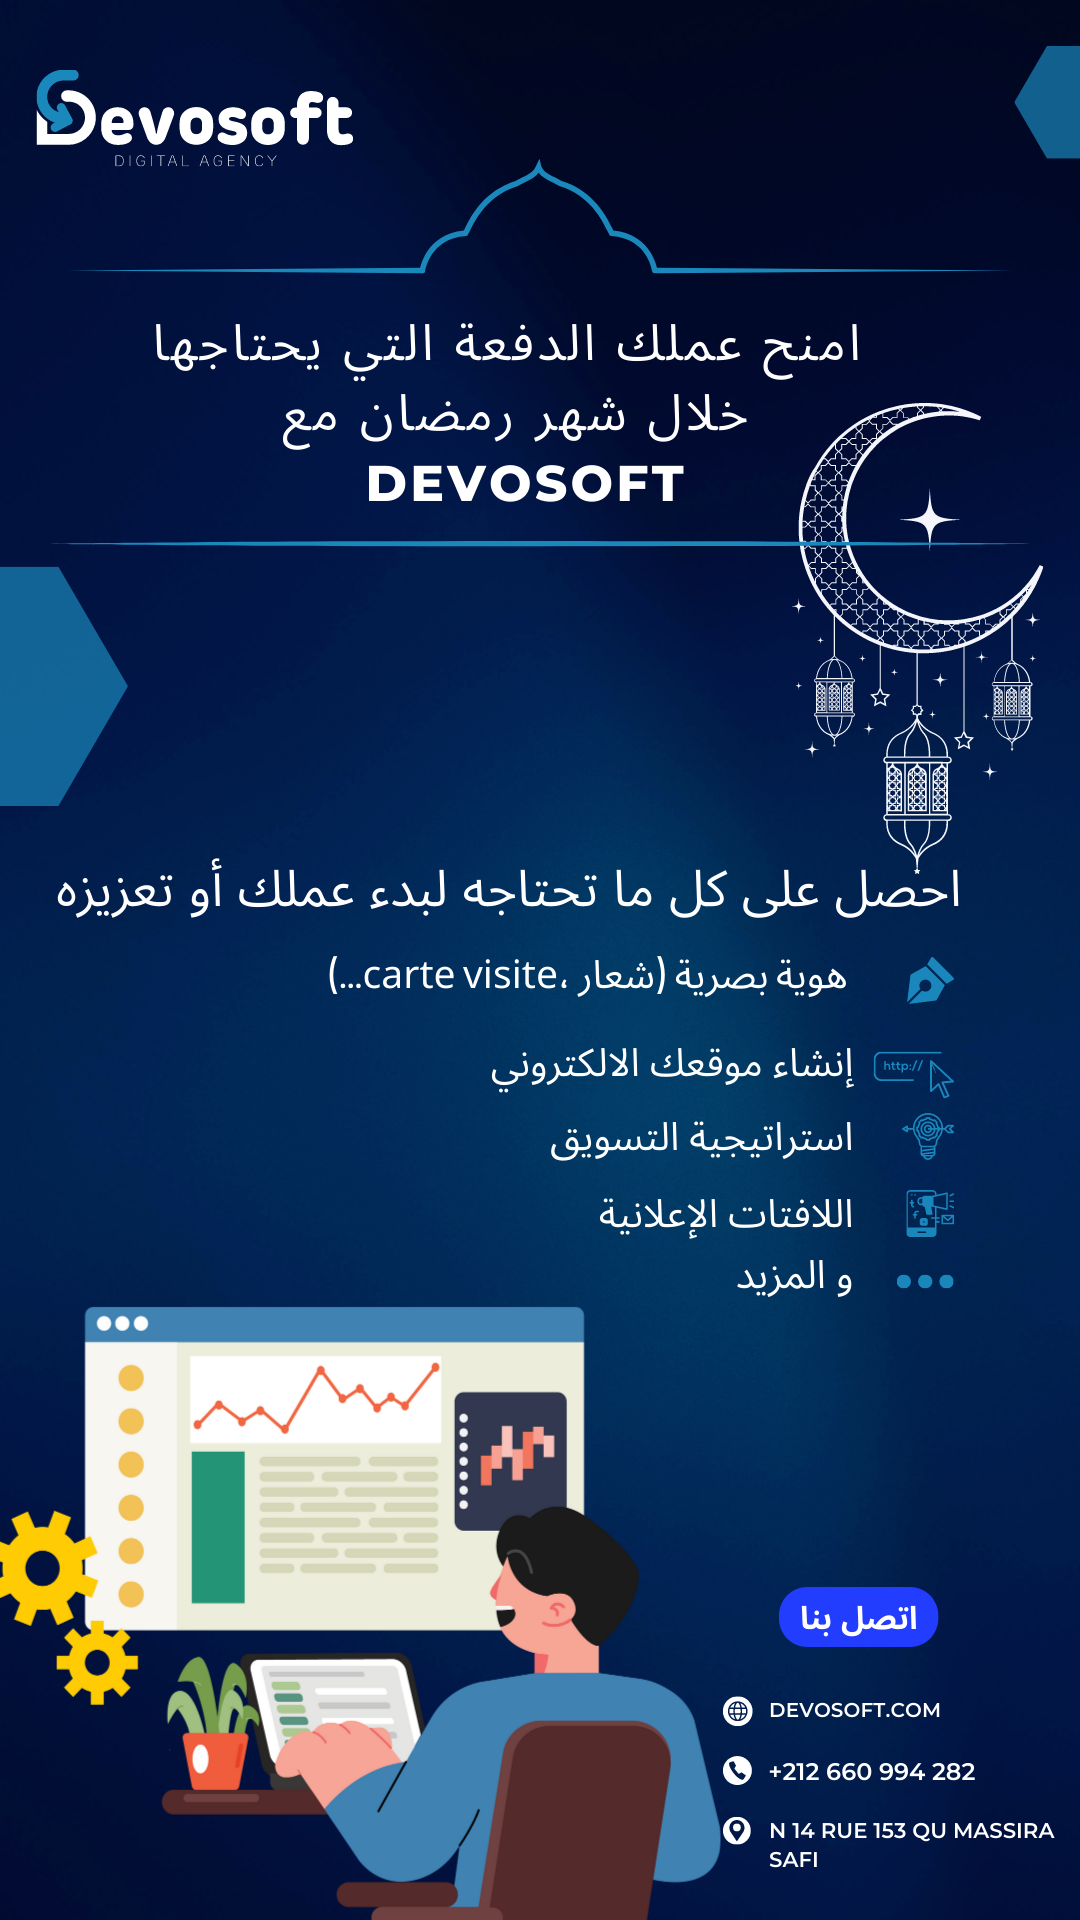 Devosoft
DIGITAL AGENCY
امنح عملك الدفعة التي يحتاجها
خلال شهر رمضان مع
DEVOSOFT
احصل على كل ما تحتاجه لبدء عملك أو تعزيزه
هوية بصرية (شعار ،carte visite...)
إنشاء موقعك الالكتروني
http://
استراتيجية التسويق
اللافتات الإعلانية
و المزيد
اتصل بنا
DEVOSOFT.COM
+212 660 994 282
N 14 RUE 153 QU MASSIRA
SAFI